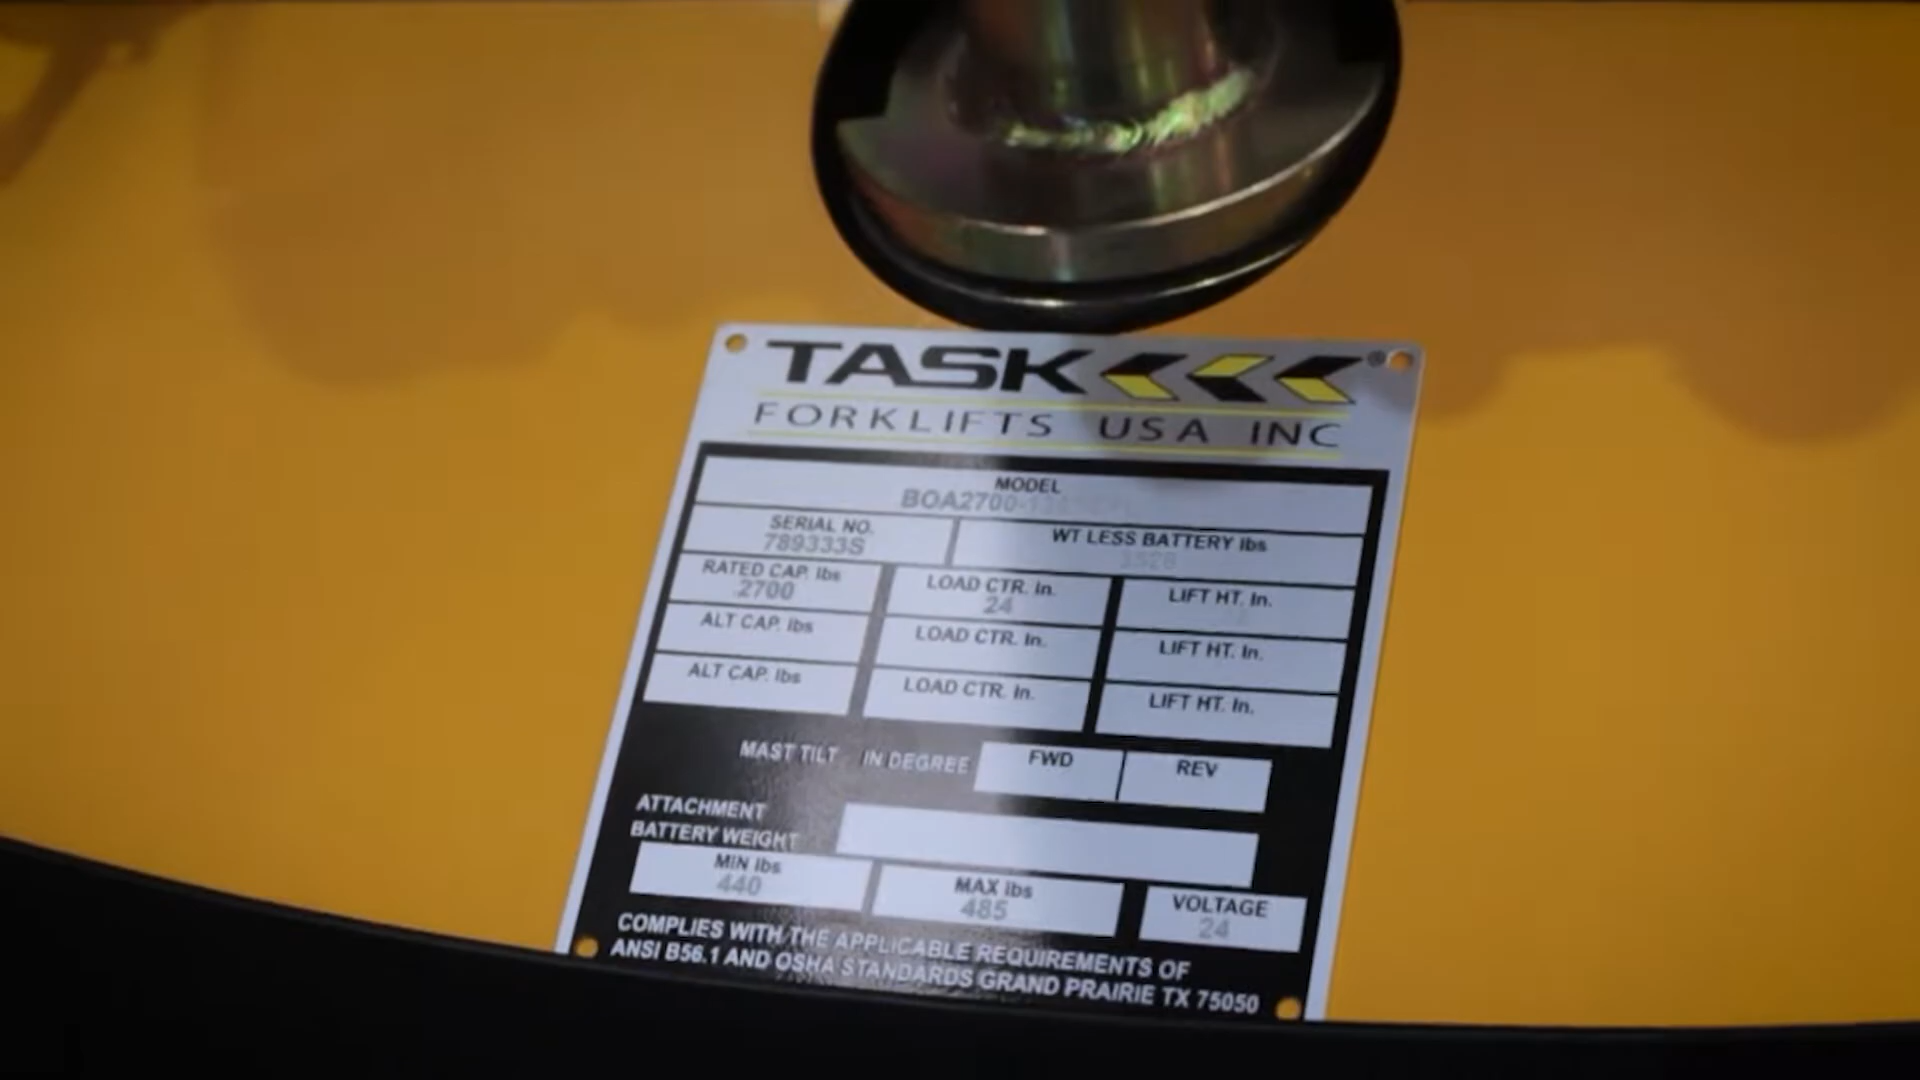 TASK ®
FORKLIFTS USA INC
MODEL
BOA2700-
SERIAL NO. WT LESS BATTERY lbs
789333S
RATED CAP. lbs LOAD CTR. In. LIFT HT. In.
2700 24
ALT CAP. lbs LOAD CTR. In. LIFT HT. In.
ALT CAP. lbs LOAD CTR. In. LIFT HT. In.
MAST TILT IN DEGREE FWD REV
ATTACHMENT
BATTERY WEIGHT
MIN lbs MAX lbs VOLTAGE
440 485 24
COMPLIES WITH THE APPLICABLE REQUIREMENTS OF
ANSI B56.1 AND OSHA STANDARDS GRAND PRAIRIE TX 75050